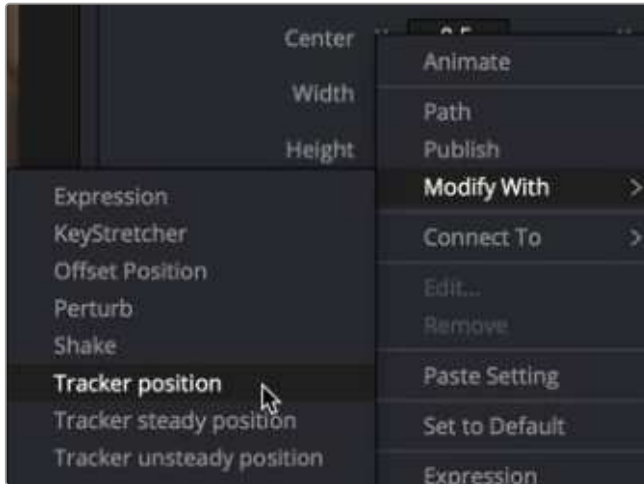 Center
Width
Height
Animate
Path
Publish
Modify With
Connect To
Edit...
Remove
Paste Setting
Set to Default
Expression
Expression
KeyStretcher
Offset Position
Perturb
Shake
Tracker position
Tracker steady position
Tracker unsteady position